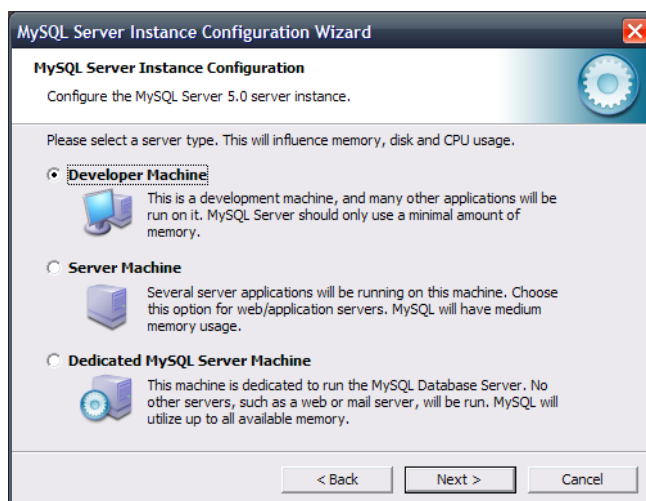 MySQL Server Instance Configuration Wizard
MySQL Server Instance Configuration
Configure the MySQL Server 5.0 server instance.
Please select a server type. This will influence memory, disk and CPU usage.
Developer Machine
This is a development machine, and many other applications will be
run on it. MySQL Server should only use a minimal amount of
memory.
Server Machine
Several server applications will be running on this machine. Choose
this option for web/application servers. MySQL will have medium
memory usage.
Dedicated MySQL Server Machine
This machine is dedicated to run the MySQL Database Server. No
other servers, such as a web or mail server, will be run. MySQL will
utilize up to all available memory.
< Back Next > Cancel